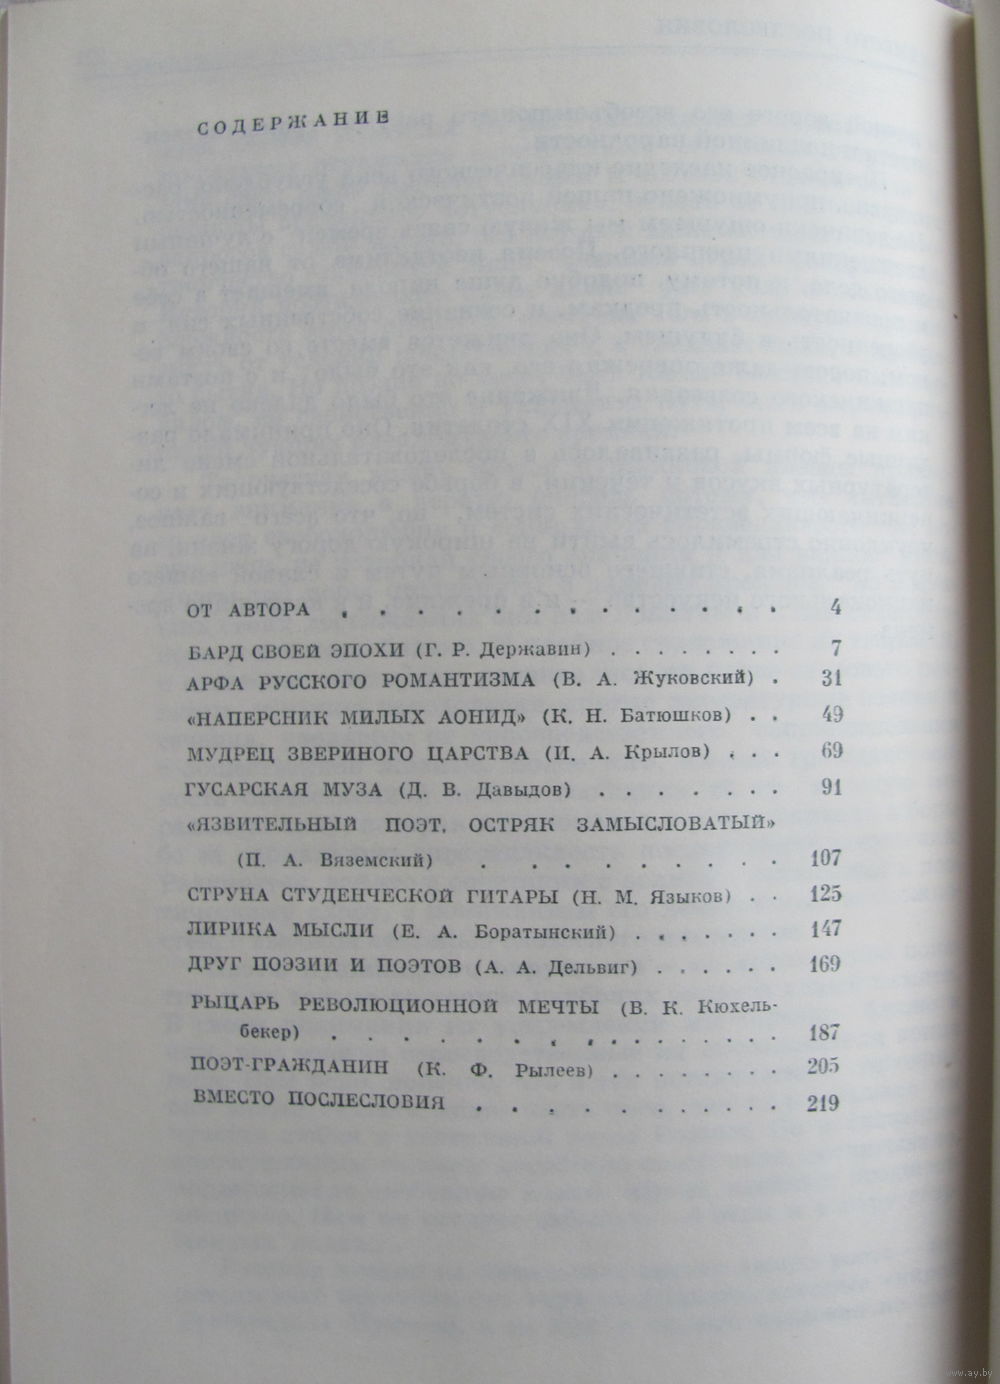 СОДЕРЖАНИЕ
ОТ АВТОРА . . . . . . . . . . . . 4
БАРД СВОЕЙ ЭПОХИ (Г. Р. Державин) . . . . . . . . 7
АРФА РУССКОГО РОМАНТИЗМА (В. А. Жуковский) . 31
«НАПЕРСНИК МИЛЫХ АОНИД» (К. Н. Батюшков) . . 49
МУДРЕЦ ЗВЕРИНОГО ЦАРСТВА (И. А. Крылов) . . . 69
ГУСАРСКАЯ МУЗА (Д. В. Давыдов) . . . . . . . 91
«ЯЗВИТЕЛЬНЫЙ ПОЭТ, ОСТРЯК ЗАМЫСЛОВАТЫЙ»
(П. А. Вяземский) . . . . . . . . . 107
СТРУНА СТУДЕНЧЕСКОЙ ГИТАРЫ (Н. М. Языков) . . 125
ЛИРИКА МЫСЛИ (Е. А. Боратынский) . . . . . . . 147
ДРУГ ПОЭЗИИ И ПОЭТОВ (А. А. Дельвиг) . . . . . . 169
РЫЦАРЬ РЕВОЛЮЦИОННОЙ МЕЧТЫ (В. К. Кюхель-
бекер) . . . . . . . . . . . . . 187
ПОЭТ-ГРАЖДАНИН (К. Ф. Рылеев) . . . . . . . . 205
ВМЕСТО ПОСЛЕСЛОВИЯ . . . . . . . . . . 219
www.ay.by